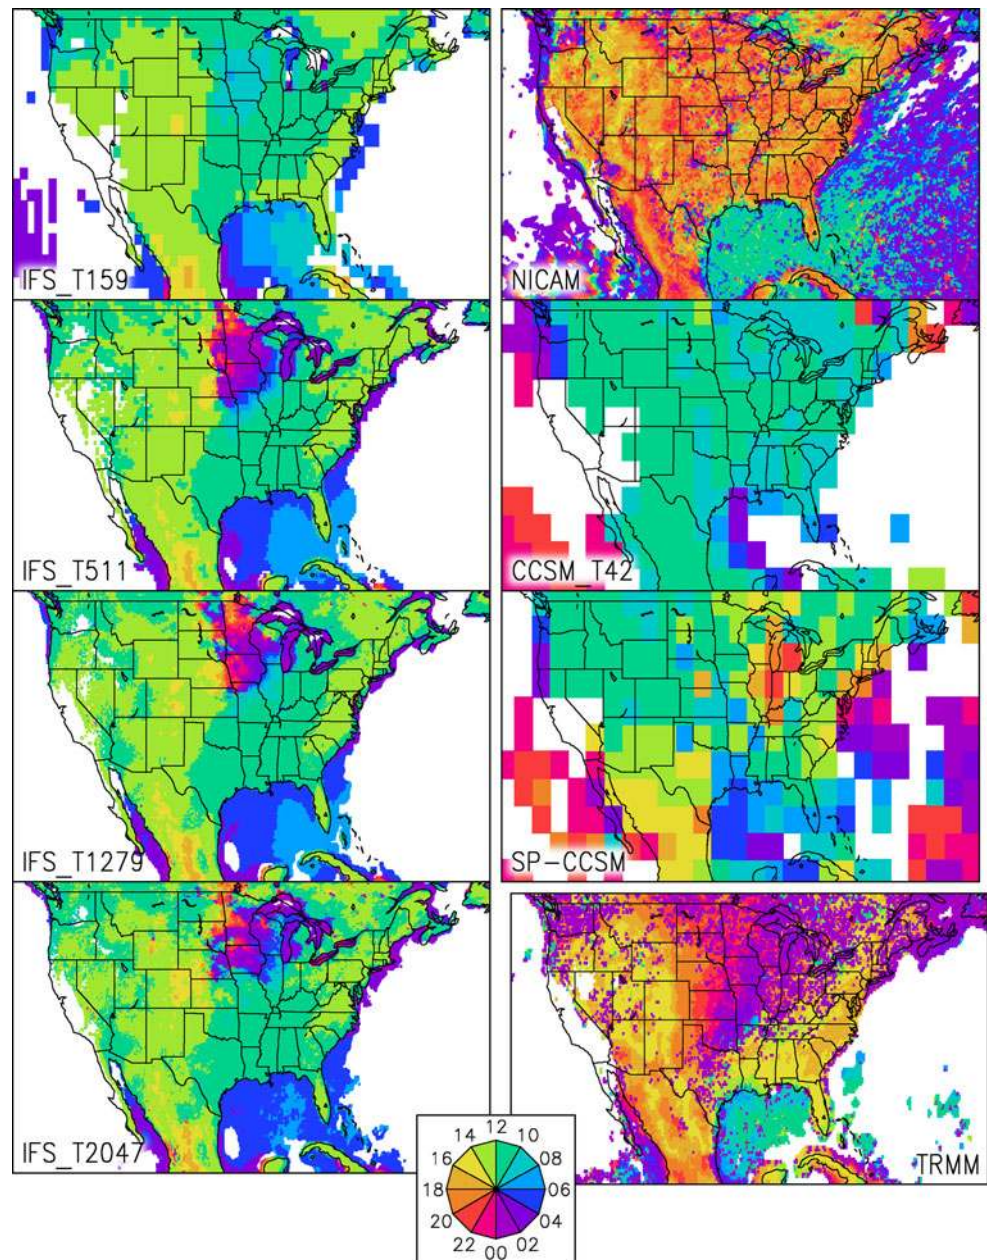 IFS_T159
NICAM
IFS_T511
CCSM_T42
IFS_T1279
SP-CCSM
IFS_T2047
TRMM
12
14 10
16 08
18 06
20 04
22 02
00